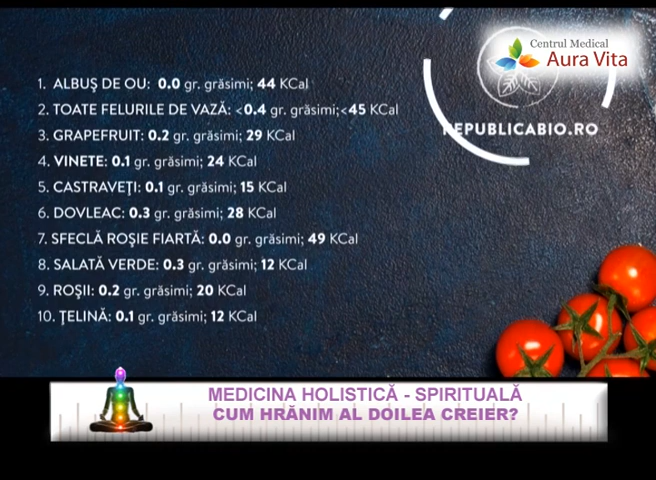 Centrul Medical
Aura Vita
1. ALBUȘ DE OU: 0.0 gr. grăsimi; 44 KCal
2. TOATE FELURILE DE VAZĂ: <0.4 gr. grăsimi;<45 KCal
REPUBLICABIO.RO
3. GRAPEFRUIT: 0.2 gr. grăsimi; 29 KCal
4. VINETE: 0.1 gr. grăsimi; 24 KCal
5. CASTRAVEŢI: 0.1 gr. grăsimi; 15 KCal
6. DOVLEAC: 0.3 gr. grăsimi; 28 KCal
7. SFECLĂ ROȘIE FIARTĂ: 0.0 gr. grăsimi; 49 KCal
8. SALATĂ VERDE: 0.3 gr. grăsimi; 12 KCal
9. ROȘII: 0.2 gr. grăsimi; 20 KCal
10. ŢELINĂ: 0.1 gr. grăsimi; 12 KCal
MEDICINA HOLISTICĂ - SPIRITUALĂ
CUM HRĂNIM AL DOILEA CREIER?